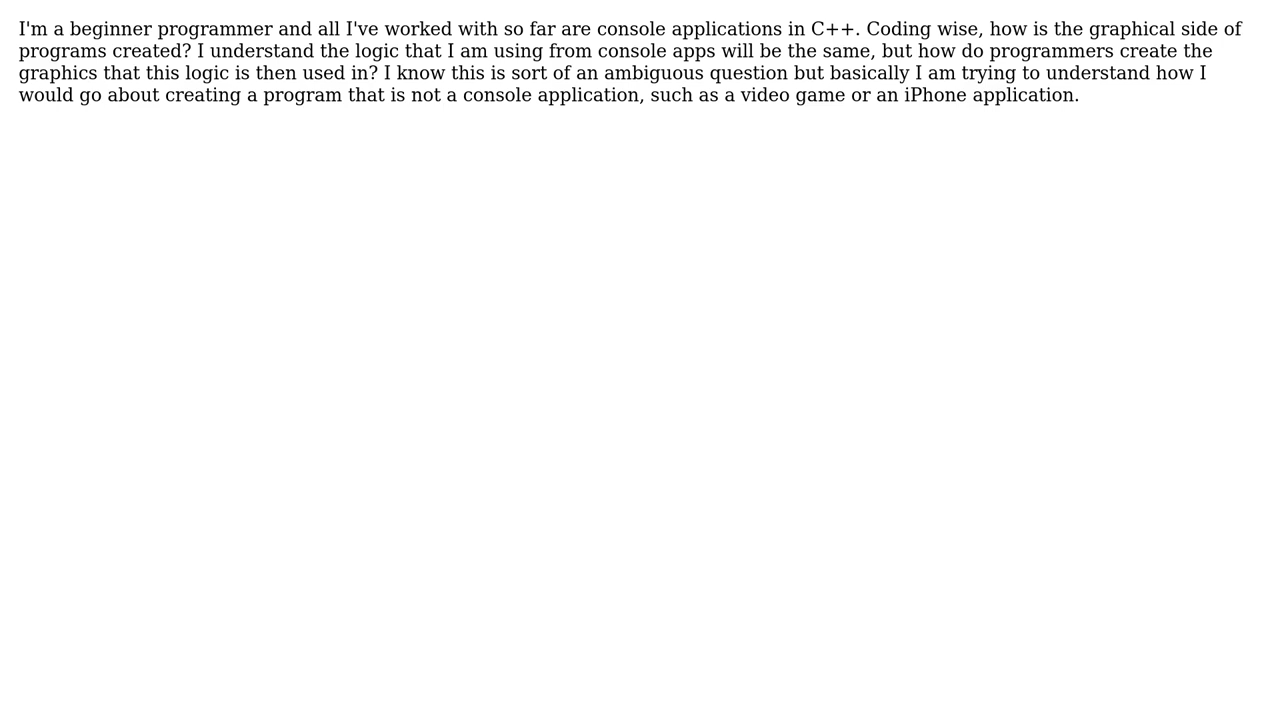 I'm a beginner programmer and all I've worked with so far are console applications in C++. Coding wise, how is the graphical side of
programs created? I understand the logic that I am using from console apps will be the same, but how do programmers create the
graphics that this logic is then used in? I know this is sort of an ambiguous question but basically I am trying to understand how I
would go about creating a program that is not a console application, such as a video game or an iPhone application.